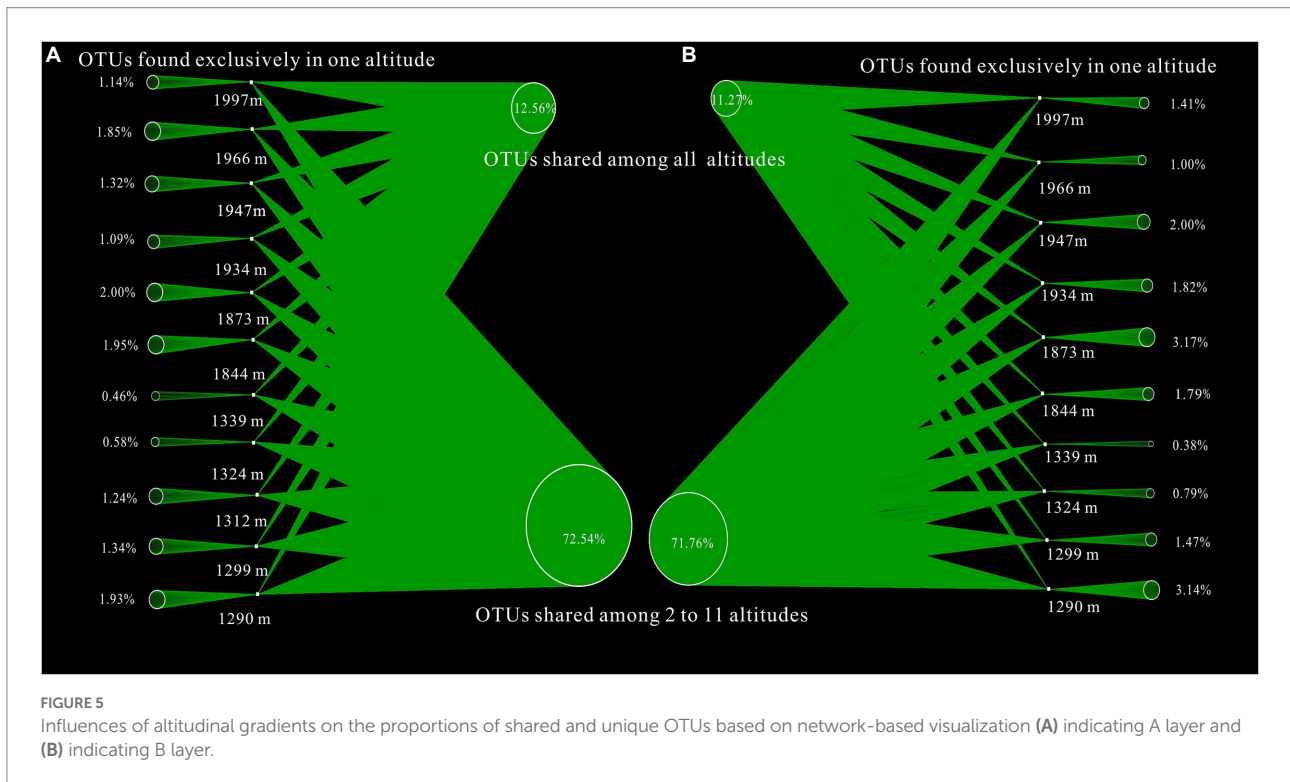 A
OTUs found exclusively in one altitude
1.14%
1997m
1.85%
1966 m
1.32%
1947m
1.09%
1934 m
2.00%
1873 m
1.95%
1844 m
0.46%
1339 m
0.58%
1324 m
1.24%
1312 m
1.34%
1299 m
1.93%
1290 m
12.56%
OTUs shared among all altitudes
72.54%
OTUs shared among 2 to 11 altitudes
B
OTUs found exclusively in one altitude
11.27%
71.76%
1997m
1.41%
1966 m
1.00%
1947m
2.00%
1934 m
1.82%
1873 m
3.17%
1844 m
1.79%
1339 m
0.38%
1324 m
0.79%
1299 m
1.47%
1290 m
3.14%
FIGURE 5
Influences of altitudinal gradients on the proportions of shared and unique OTUs based on network-based visualization (A) indicating A layer and
(B) indicating B layer.